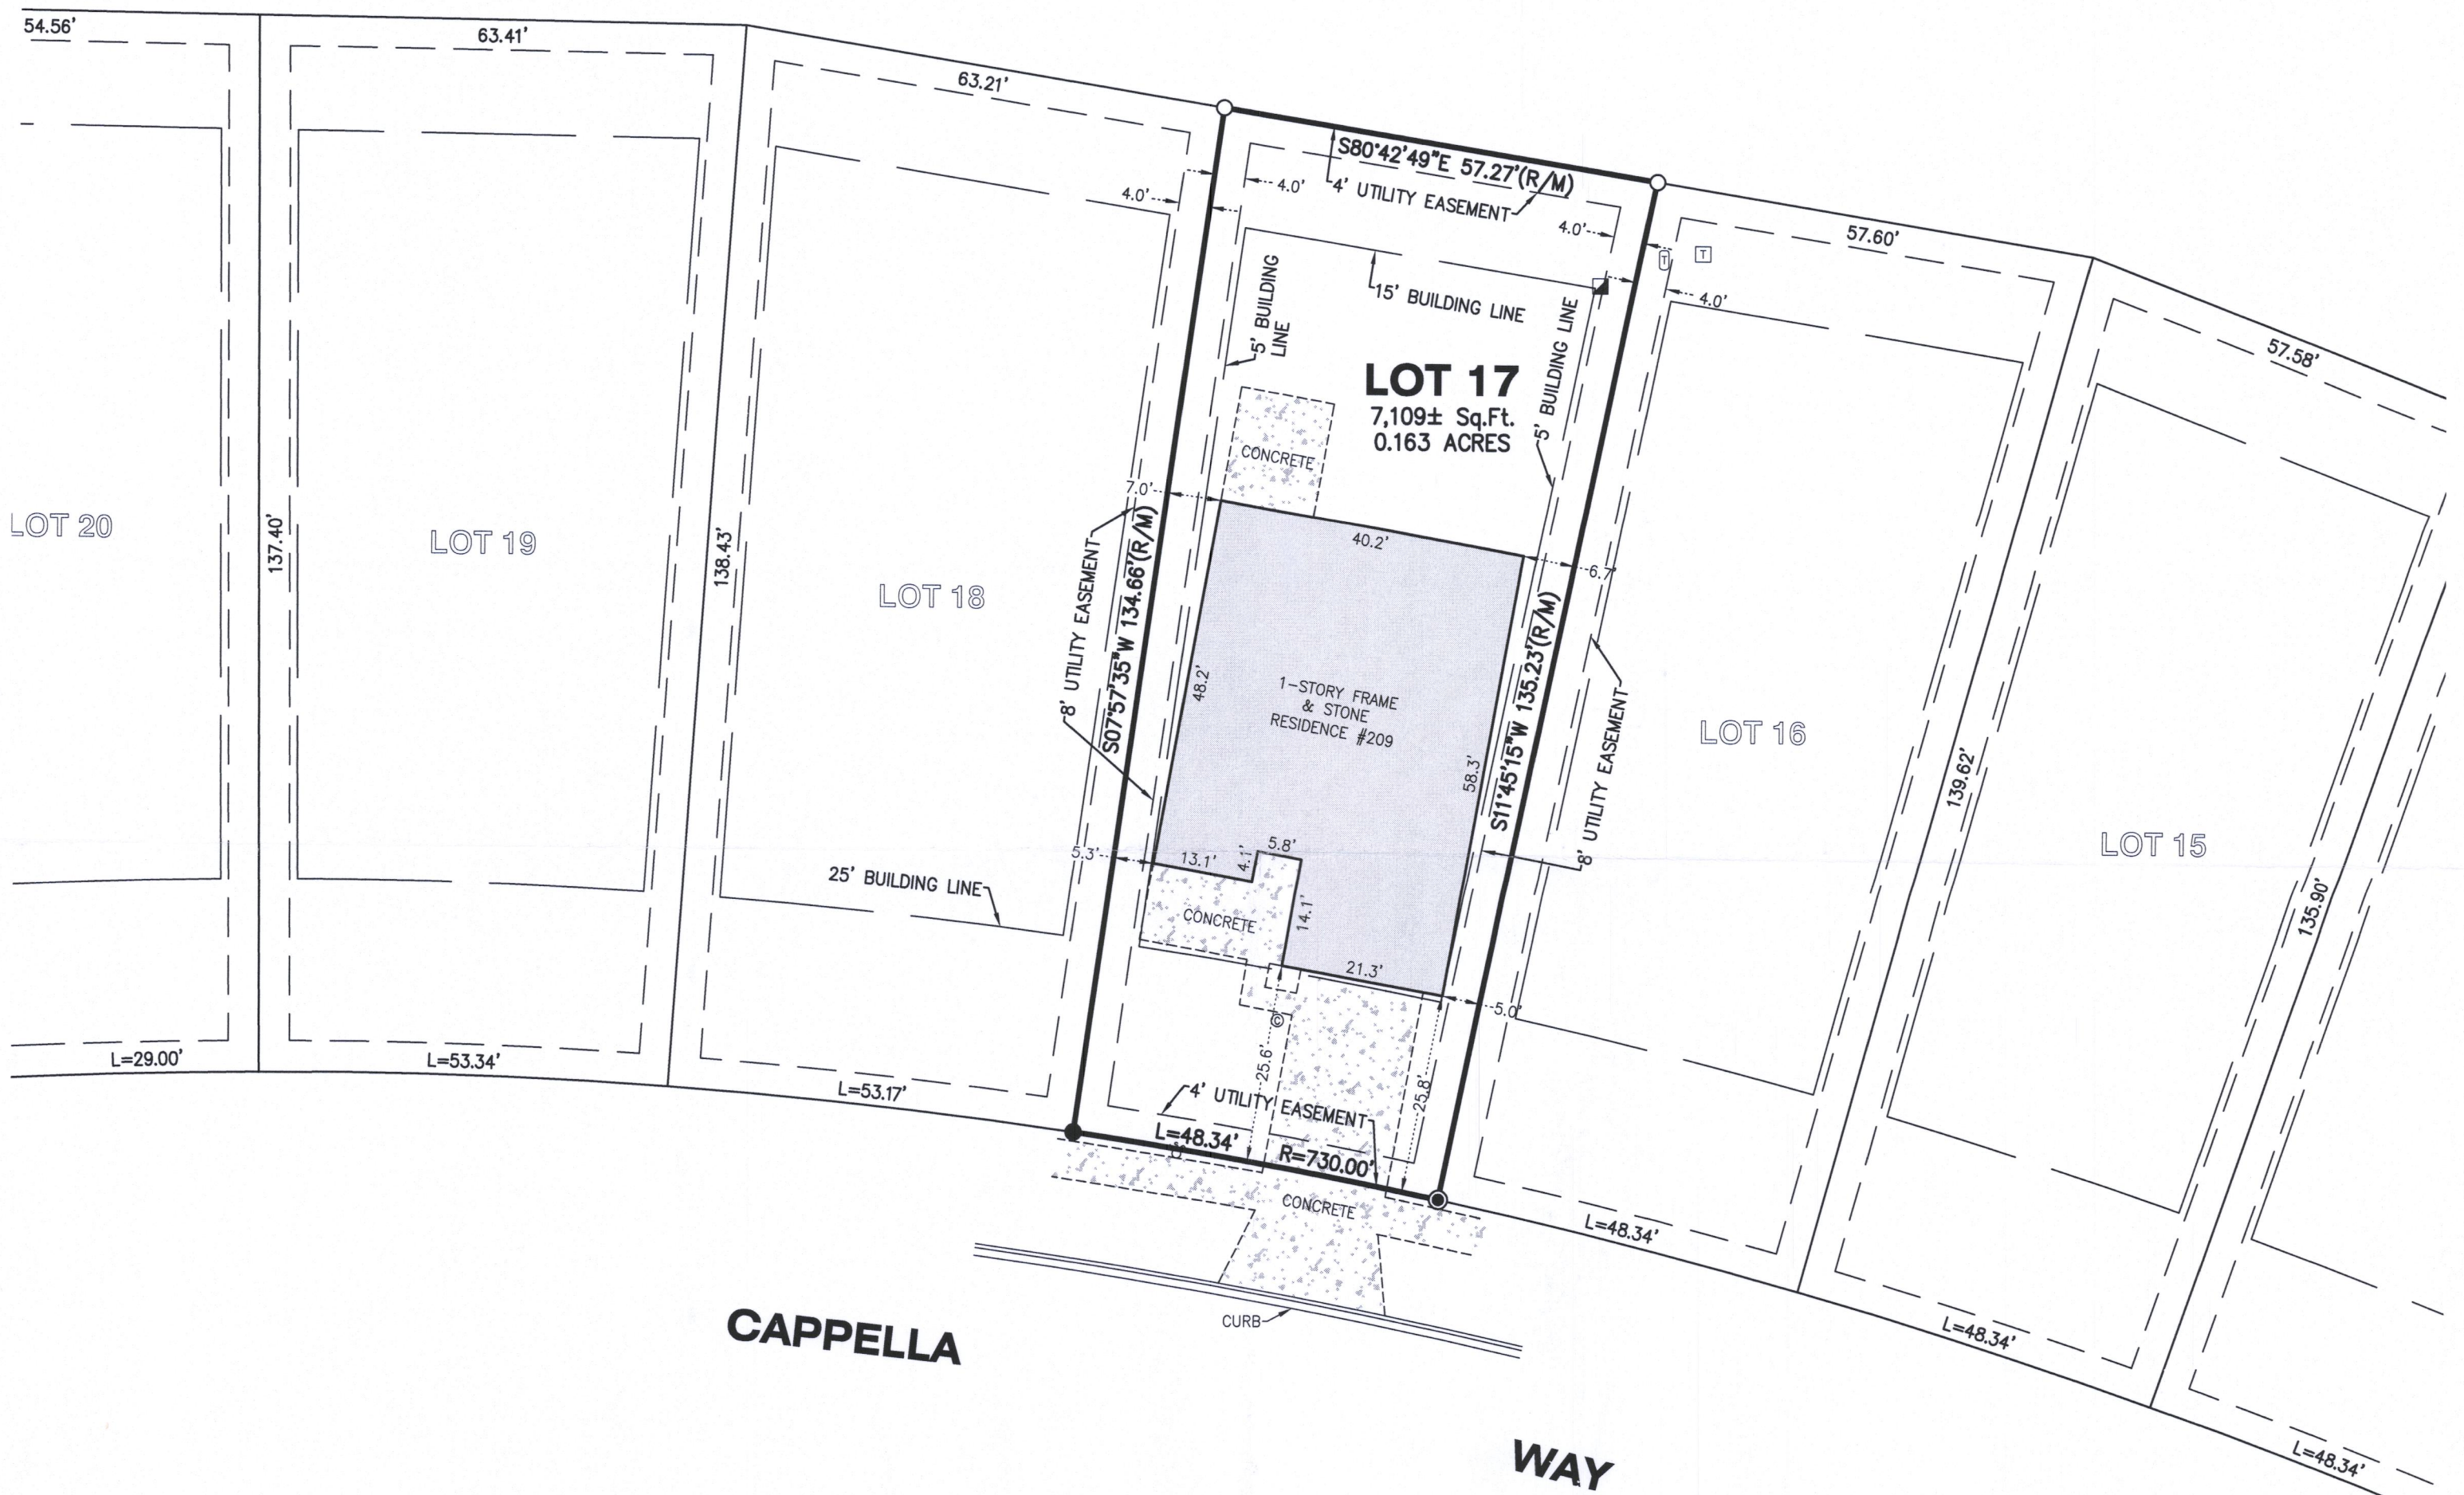 54.56'
63.41'
63.21'
S80°42'49"E 57.27'(R/M)
4' UTILITY EASEMENT
4.0'
4.0'
4.0'
4.0'
57.60'
57.58'
T
T
5' BUILDING
LINE
15' BUILDING LINE
5' BUILDING LINE
LOT 17
7,109± Sq.Ft.
0.163 ACRES
CONCRETE
7.0'
LOT 20
137.40'
LOT 19
138.43'
LOT 18
8' UTILITY EASEMENT
S07°57'35"W 134.66'(R/M)
40.2'
6.7'
48.2'
1-STORY FRAME
& STONE
RESIDENCE #209
58.3'
S11°45'15"W 135.23'(R/M)
8' UTILITY EASEMENT
LOT 16
139.62'
LOT 15
135.90'
5.3'
13.1'
4.1'
5.8'
14.1'
25' BUILDING LINE
CONCRETE
21.3'
5.0'
C
25.6'
25.8'
4' UTILITY EASEMENT
L=29.00'
L=53.34'
L=53.17'
L=48.34'
R=730.00'
CONCRETE
L=48.34'
L=48.34'
L=48.34'
CURB
CAPPELLA
WAY